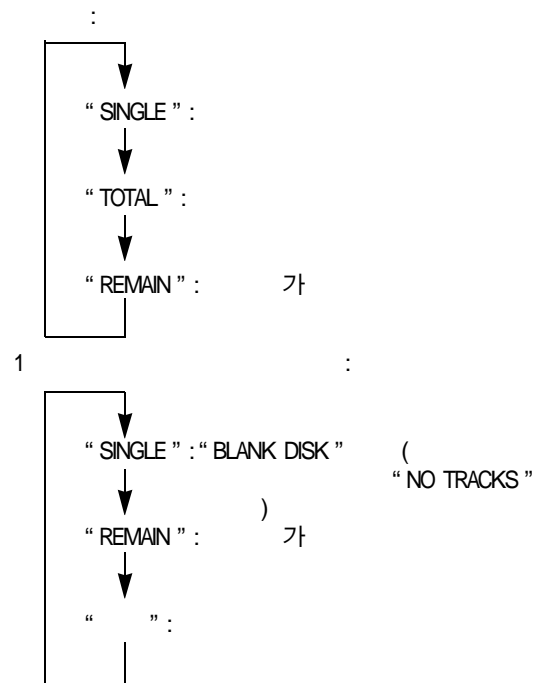 :
“ SINGLE ” :
“ TOTAL ” :
“ REMAIN ” : 가
1 :
“ SINGLE ” : “ BLANK DISK ” (
“ NO TRACKS ”
)
“ REMAIN ” : 가
“ ” :